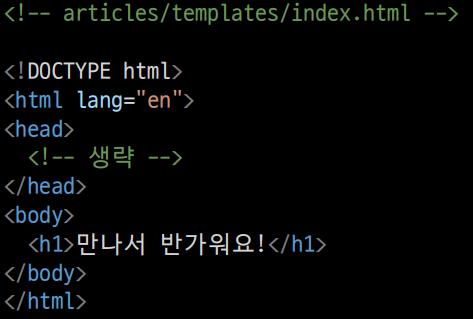 <!-- articles/templates/index.html -->
<!DOCTYPE html>
<html lang="en">
<head>
  <!-- 생략 -->
</head>
<body>
  <h1>만나서 반가워요!</h1>
</body>
</html>